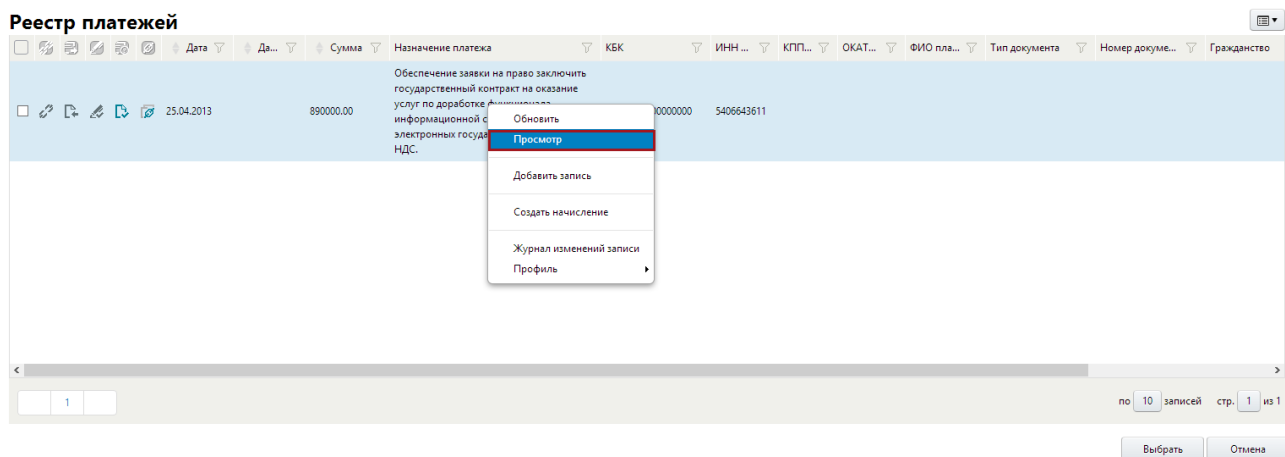 Реестр платежей
Дата Да... Сумма Назначение платежа КБК ИНН ... КПП... ОКАТ... ФИО пла... Тип документа Номер докуме... Гражданство
Обеспечение заявки на право заключить
государственный контракт на оказание
услуг по доработке функционала
25.04.2013 890000.00 информационной с 00000000 5406643611
электронных госуда
НДС.
Обновить
Просмотр
Добавить запись
Создать начисление
Журнал изменений записи
Профиль
1 по 10 записей стр. 1 из 1
Выбрать Отмена